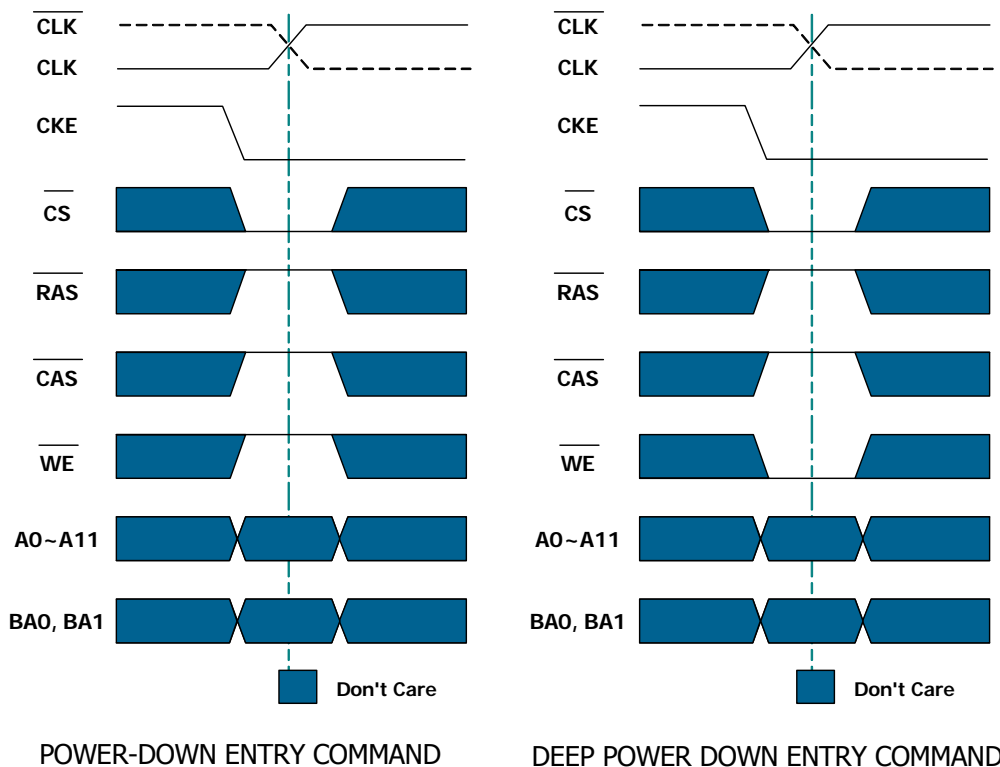 CLK
CLK
CKE
CS
RAS
CAS
WE
A0~A11
BA0, BA1
Don't Care
POWER-DOWN ENTRY COMMAND
CLK
CLK
CKE
CS
RAS
CAS
WE
A0~A11
BA0, BA1
Don't Care
DEEP POWER DOWN ENTRY COMMAND